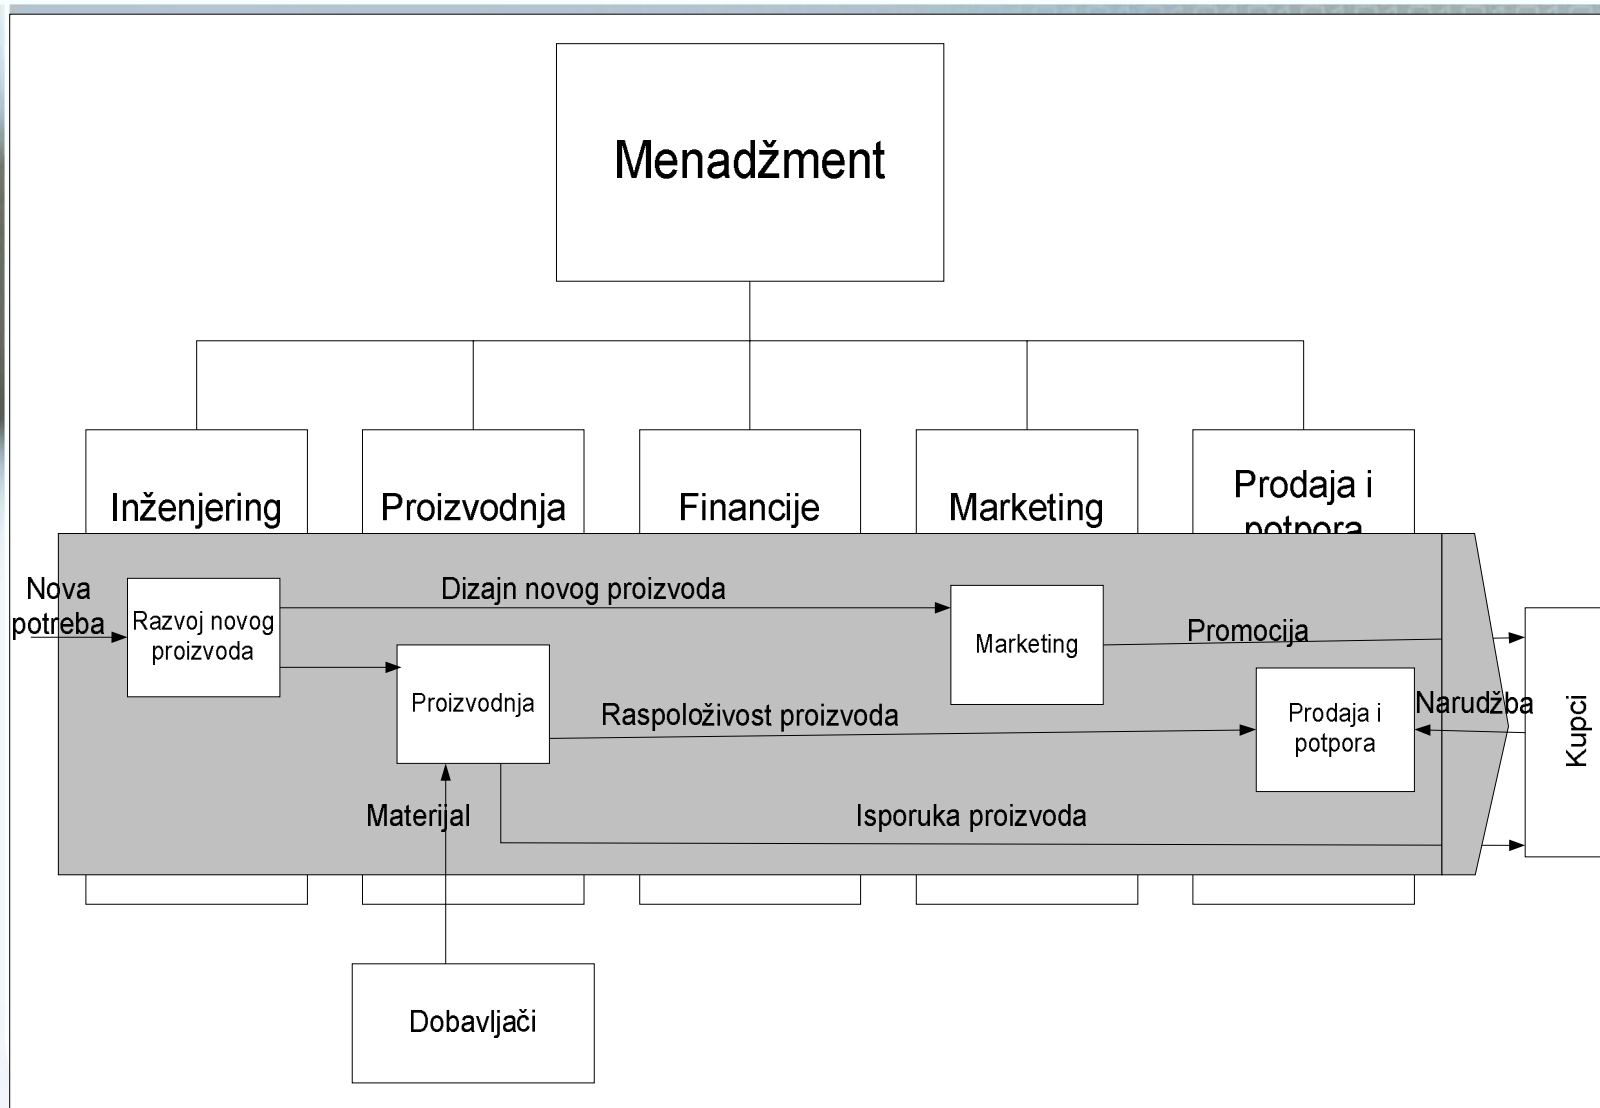 Menadžment
Inženjering
Proizvodnja
Financije
Marketing
Prodaja i
potpora
Nova
potreba
Razvoj novog
proizvoda
Dizajn novog proizvoda
Marketing
Promocija
Proizvodnja
Raspoloživost proizvoda
Prodaja i
potpora
Narudžba
Kupci
Materijal
Isporuka proizvoda
Dobavljači